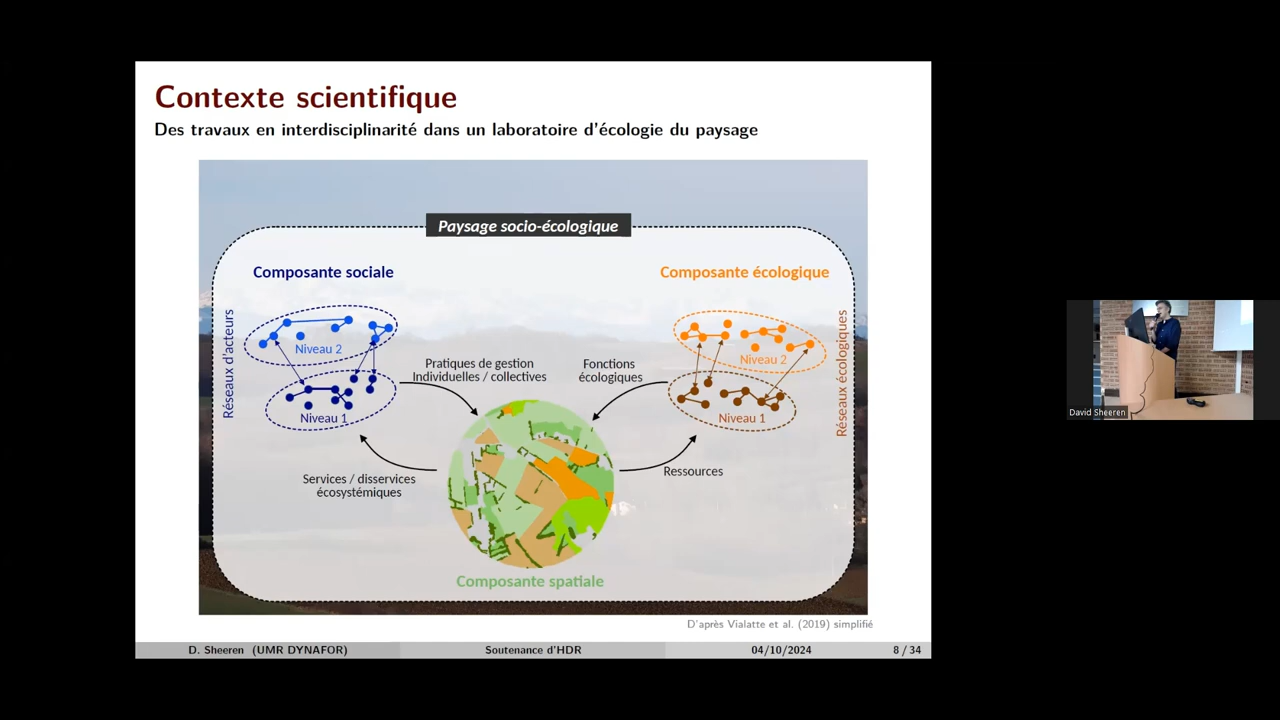 Contexte scientifique
Des travaux en interdisciplinarité dans un laboratoire d'écologie du paysage
Paysage socio-écologique
Composante sociale
Composante écologique
Réseaux d'acteurs
Niveau 2
Niveau 1
Pratiques de gestion
Individuelles / collectives
Fonctions
écologiques
Niveau 2
Niveau 1
Réseaux écologiques
Services / disservices
écosystémiques
Ressources
Composante spatiale
D'après Vialatte et al. (2019) simplifié
D. Sheeren (UMR DYNAFOR)
Soutenance d'HDR
04/10/2024
8 / 34
David Sheeren